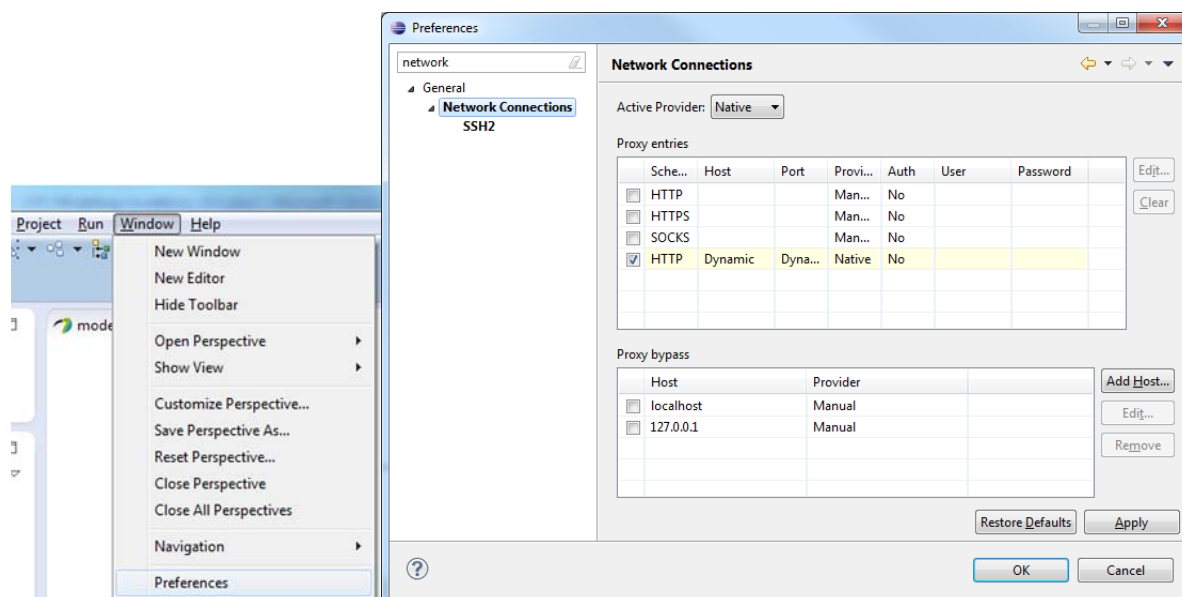 Project Run Window Help
New Window
New Editor
Hide Toolbar
mode
Open Perspective
Show View
Customize Perspective...
Save Perspective As...
Reset Perspective...
Close Perspective
Close All Perspectives
Navigation
Preferences
Preferences
network
General
Network Connections
SSH2
Network Connections
Active Provider: Native
Proxy entries
Sche... Host Port Provi... Auth User Password
HTTP Man... No
HTTPS Man... No
SOCKS Man... No
HTTP Dynamic Dyna... Native No
Edit...
Clear
Proxy bypass
Host Provider
localhost Manual
127.0.0.1 Manual
Add Host...
Edit...
Remove
Restore Defaults Apply
? OK Cancel